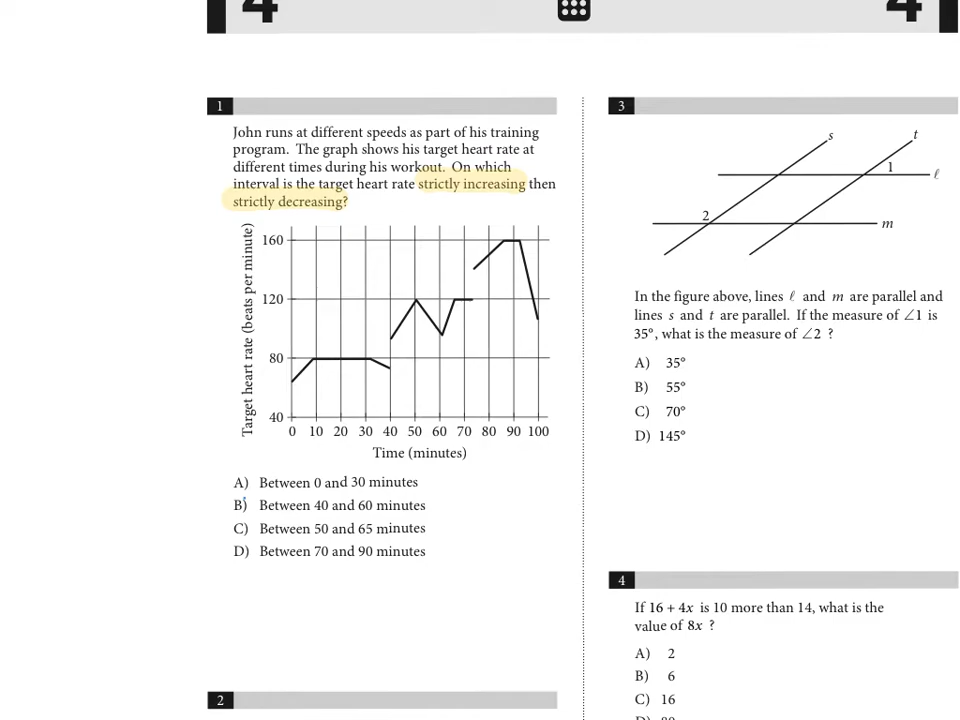 4
4
1
John runs at different speeds as part of his training
program. The graph shows his target heart rate at
different times during his workout. On which
interval is the target heart rate strictly increasing then
strictly decreasing?
Target heart rate (beats per minute)
160
120
80
40
0 10 20 30 40 50 60 70 80 90 100
Time (minutes)
A) Between 0 and 30 minutes
B) Between 40 and 60 minutes
C) Between 50 and 65 minutes
D) Between 70 and 90 minutes
2
3
s
t
1
ℓ
2
m
In the figure above, lines ℓ and m are parallel and
lines s and t are parallel. If the measure of ∠1 is
35°, what is the measure of ∠2 ?
A) 35°
B) 55°
C) 70°
D) 145°
4
If 16 + 4x is 10 more than 14, what is the
value of 8x ?
A) 2
B) 6
C) 16